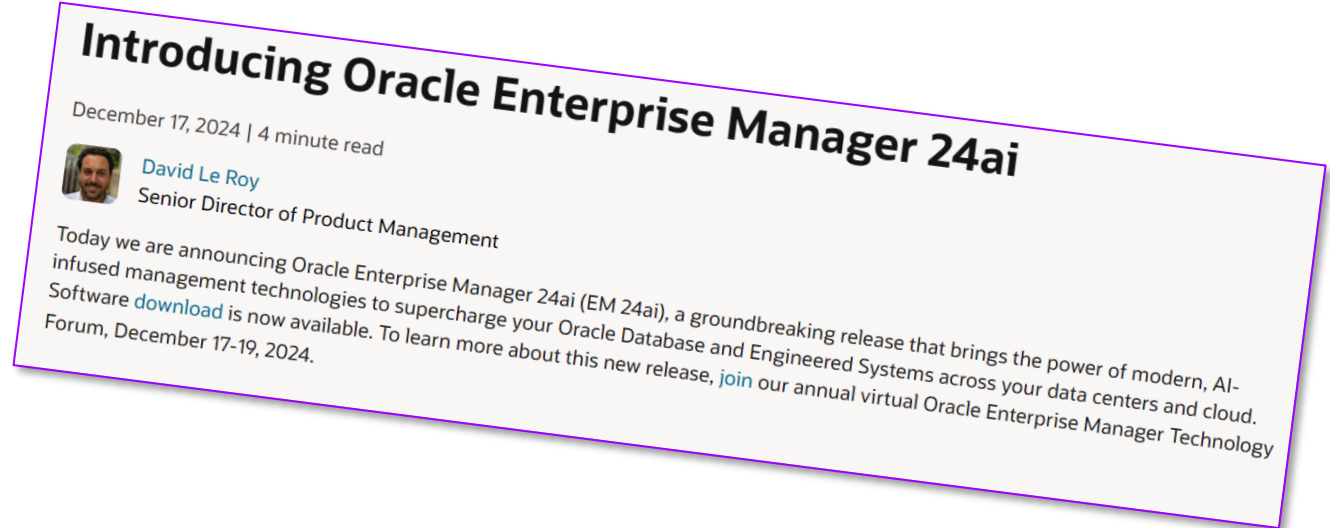 Introducing Oracle Enterprise Manager 24ai
December 17, 2024 | 4 minute read
David Le Roy
Senior Director of Product Management
Today we are announcing Oracle Enterprise Manager 24ai (EM 24ai), a groundbreaking release that brings the power of modern, AI-
infused management technologies to supercharge your Oracle Database and Engineered Systems across your data centers and cloud.
Software download is now available. To learn more about this new release, join our annual virtual Oracle Enterprise Manager Technology
Forum, December 17-19, 2024.